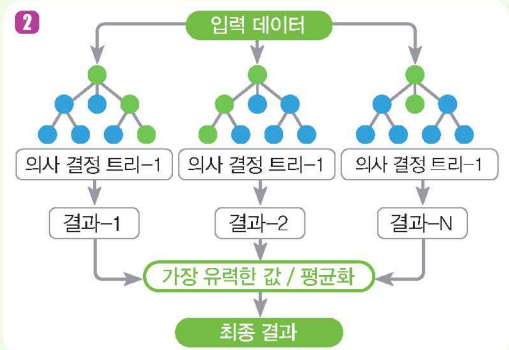 2
입력 데이터
의사 결정 트리-1
의사 결정 트리-1
의사 결정 트리-1
결과-1
결과-2
결과-N
가장 유력한 값 / 평균화
최종 결과